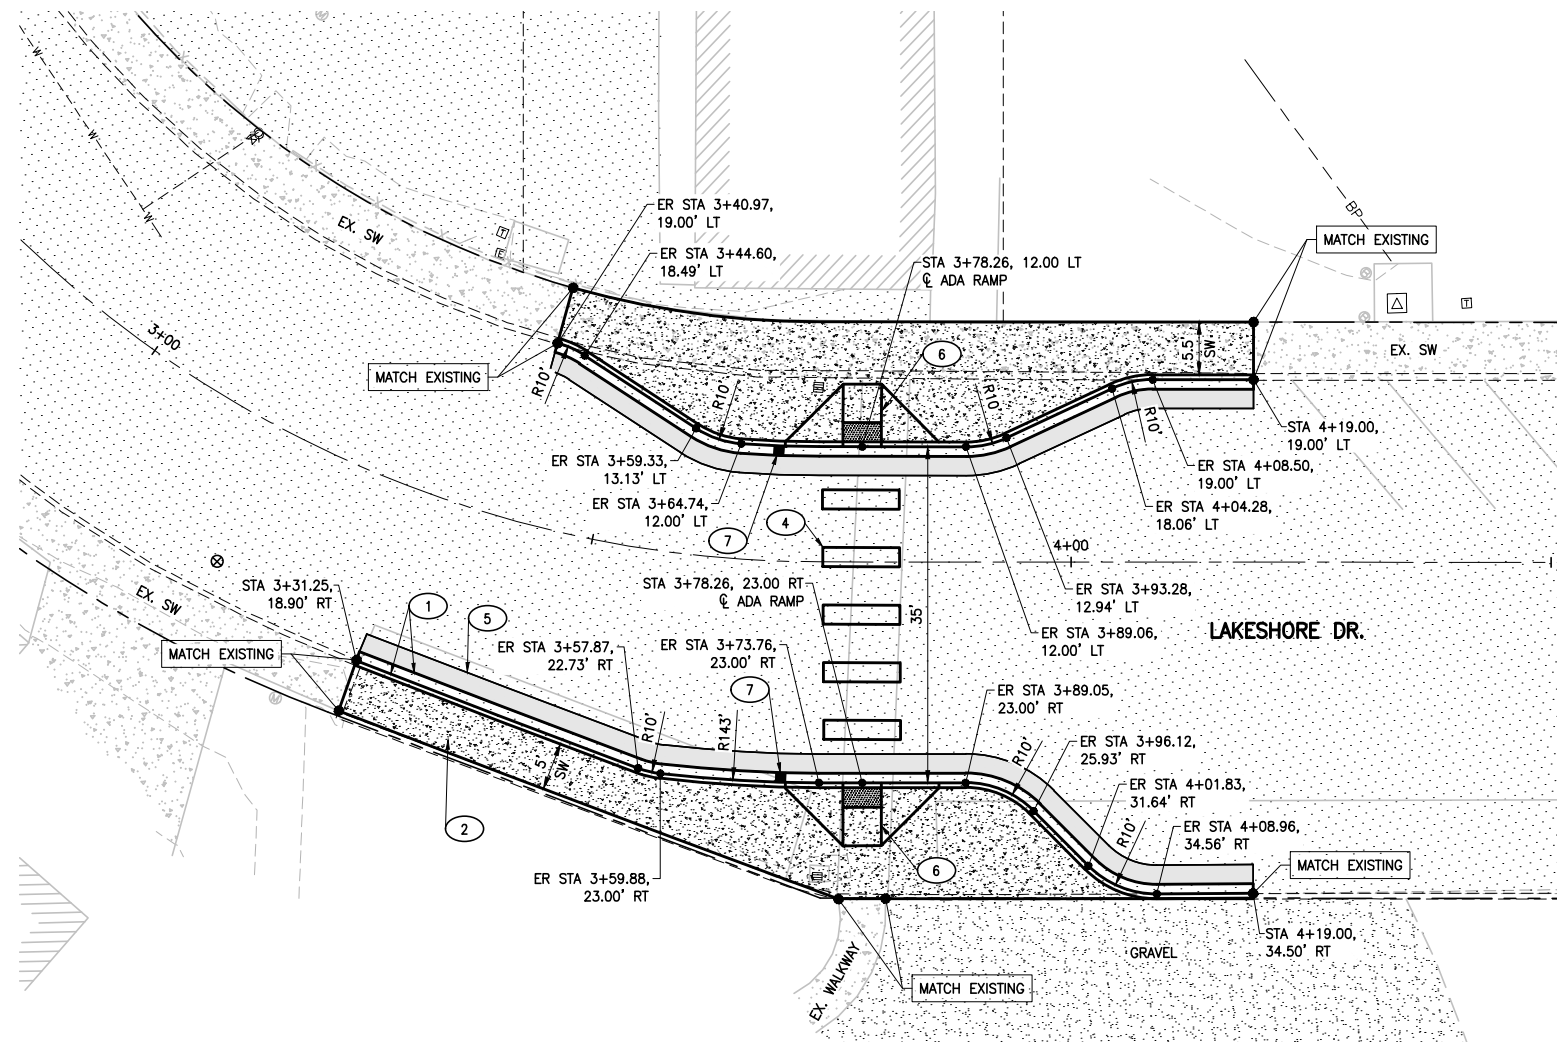 W
W
W
EX. SW
T
E
3+00
ER STA 3+40.97,
19.00' LT
ER STA 3+44.60,
18.49' LT
STA 3+78.26, 12.00 LT
℄ ADA RAMP
BP
MATCH EXISTING
T
6
5.5'
SW
EX. SW
MATCH EXISTING
R10'
R10'
R10'
R10'
STA 4+19.00,
19.00' LT
ER STA 3+59.33,
13.13' LT
ER STA 4+08.50,
19.00' LT
ER STA 3+64.74,
12.00' LT
ER STA 4+04.28,
18.06' LT
7
4
4+00
STA 3+31.25,
18.90' RT
EX. SW
STA 3+78.26, 23.00 RT
℄ ADA RAMP
35'
ER STA 3+93.28,
12.94' LT
1
5
ER STA 3+89.06,
12.00' LT
LAKESHORE DR.
MATCH EXISTING
ER STA 3+57.87,
22.73' RT
ER STA 3+73.76,
23.00' RT
7
ER STA 3+89.05,
23.00' RT
M
R10'
R143'
R10'
ER STA 3+96.12,
25.93' RT
5'
SW
ER STA 4+01.83,
31.64' RT
2
R10'
ER STA 4+08.96,
34.56' RT
6
MATCH EXISTING
ER STA 3+59.88,
23.00' RT
STA 4+19.00,
34.50' RT
GRAVEL
EX. WALKWAY
MATCH EXISTING